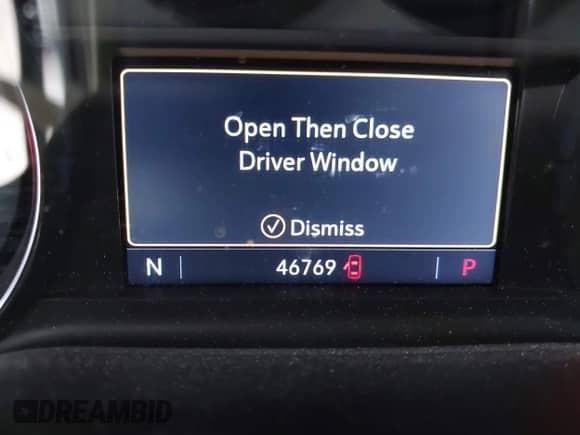 Open Then Close
Driver Window
Dismiss
N
46769
P
DREAMBID